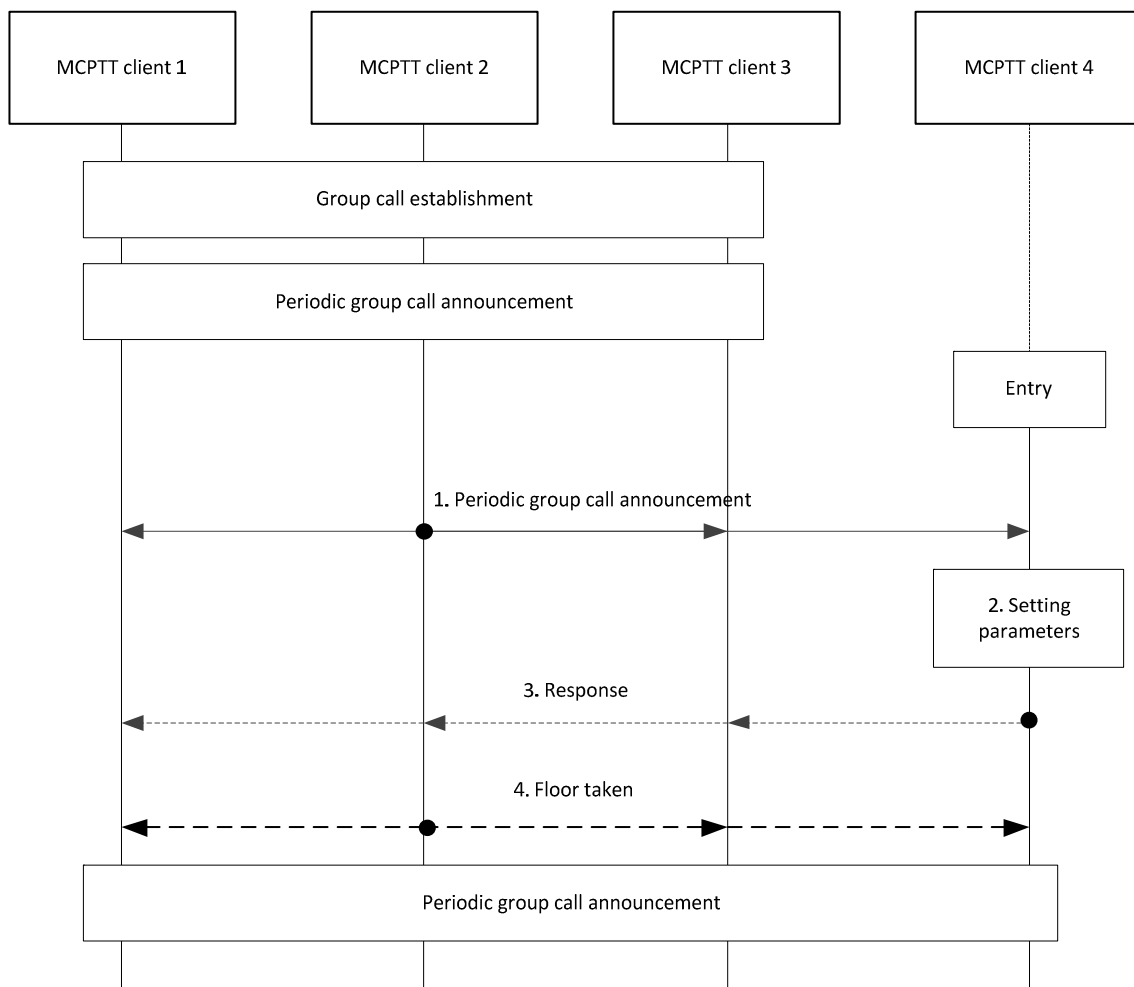 MCPTT client 1
MCPTT client 2
MCPTT client 3
MCPTT client 4
Group call establishment
Periodic group call announcement
Entry
1. Periodic group call announcement
2. Setting
parameters
3. Response
4. Floor taken
Periodic group call announcement